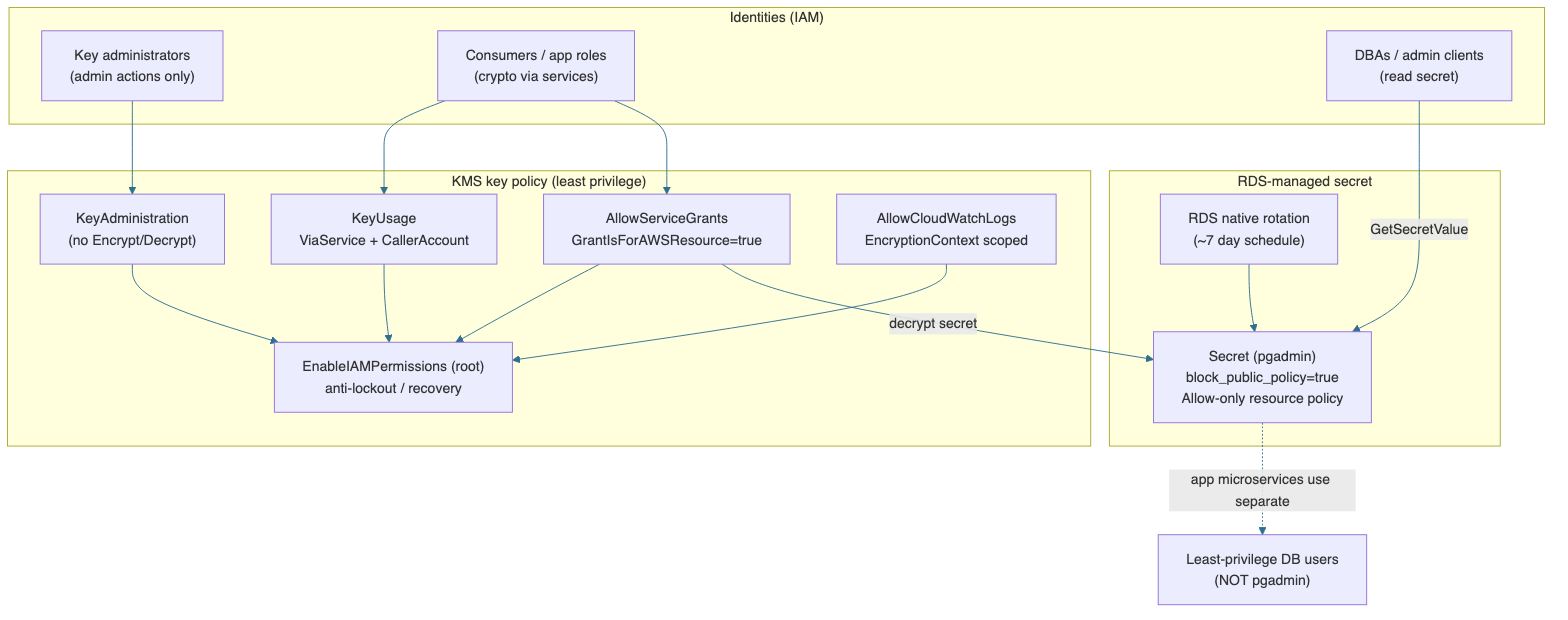 Identities (IAM)
Key administrators
(admin actions only)
Consumers / app roles
(crypto via services)
DBAs / admin clients
(read secret)
KMS key policy (least privilege)
KeyAdministration
(no Encrypt/Decrypt)
KeyUsage
ViaService + CallerAccount
AllowServiceGrants
GrantIsForAWSResource=true
AllowCloudWatchLogs
EncryptionContext scoped
EnableIAMPermissions (root)
anti-lockout / recovery
decrypt secret
RDS-managed secret
RDS native rotation
(~7 day schedule)
GetSecretValue
Secret (pgadmin)
block_public_policy=true
Allow-only resource policy
app microservices use
separate
Least-privilege DB users
(NOT pgadmin)